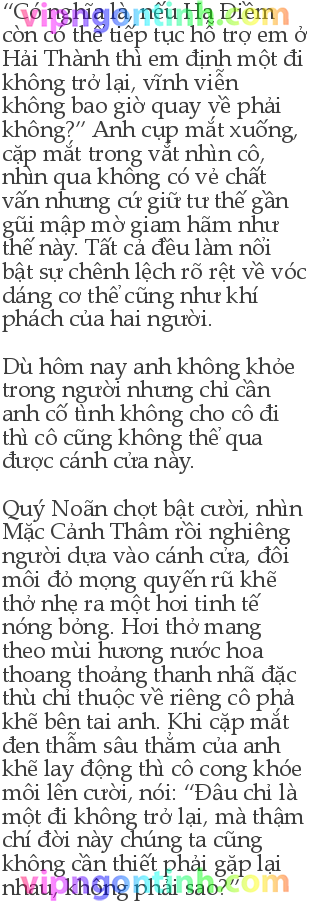 “Có nghĩa là, nếu Hạ Điềm
còn có thể tiếp tục hỗ trợ em ở
Hải Thành thì em định một đi
không trở lại, vĩnh viễn
không bao giờ quay về phải
không?” Anh cụp mắt xuống,
cặp mắt trong vắt nhìn cô,
nhìn qua không có vẻ chất
vấn nhưng cứ giữ tư thế gần
gũi mập mờ giam hãm như
thế này. Tất cả đều làm nổi
bật sự chênh lệch rõ rệt về vóc
dáng cơ thể cũng như khí
phách của hai người.
Dù hôm nay anh không khỏe
trong người nhưng chỉ cần
anh cố tình không cho cô đi
thì cô cũng không thể qua
được cánh cửa này.
Quý Noãn chợt bật cười, nhìn
Mặc Cảnh Thâm rồi nghiêng
người dựa vào cánh cửa, đôi
môi đỏ mọng quyến rũ khẽ
thở nhẹ ra một hơi tinh tế
nóng bỏng. Hơi thở mang
theo mùi hương nước hoa
thoang thoảng thanh nhã đặc
thù chỉ thuộc về riêng cô phả
khẽ bên tai anh. Khi cặp mắt
đen thẫm sâu thẳm của anh
khẽ lay động thì cô cong khóe
môi lên cười, nói: “Đâu chỉ là
một đi không trở lại, mà thậm
chí đời này chúng ta cũng
không cần thiết phải gặp lại
nhau, không phải sao?”
vipngontinh.com
vipngontinh.com